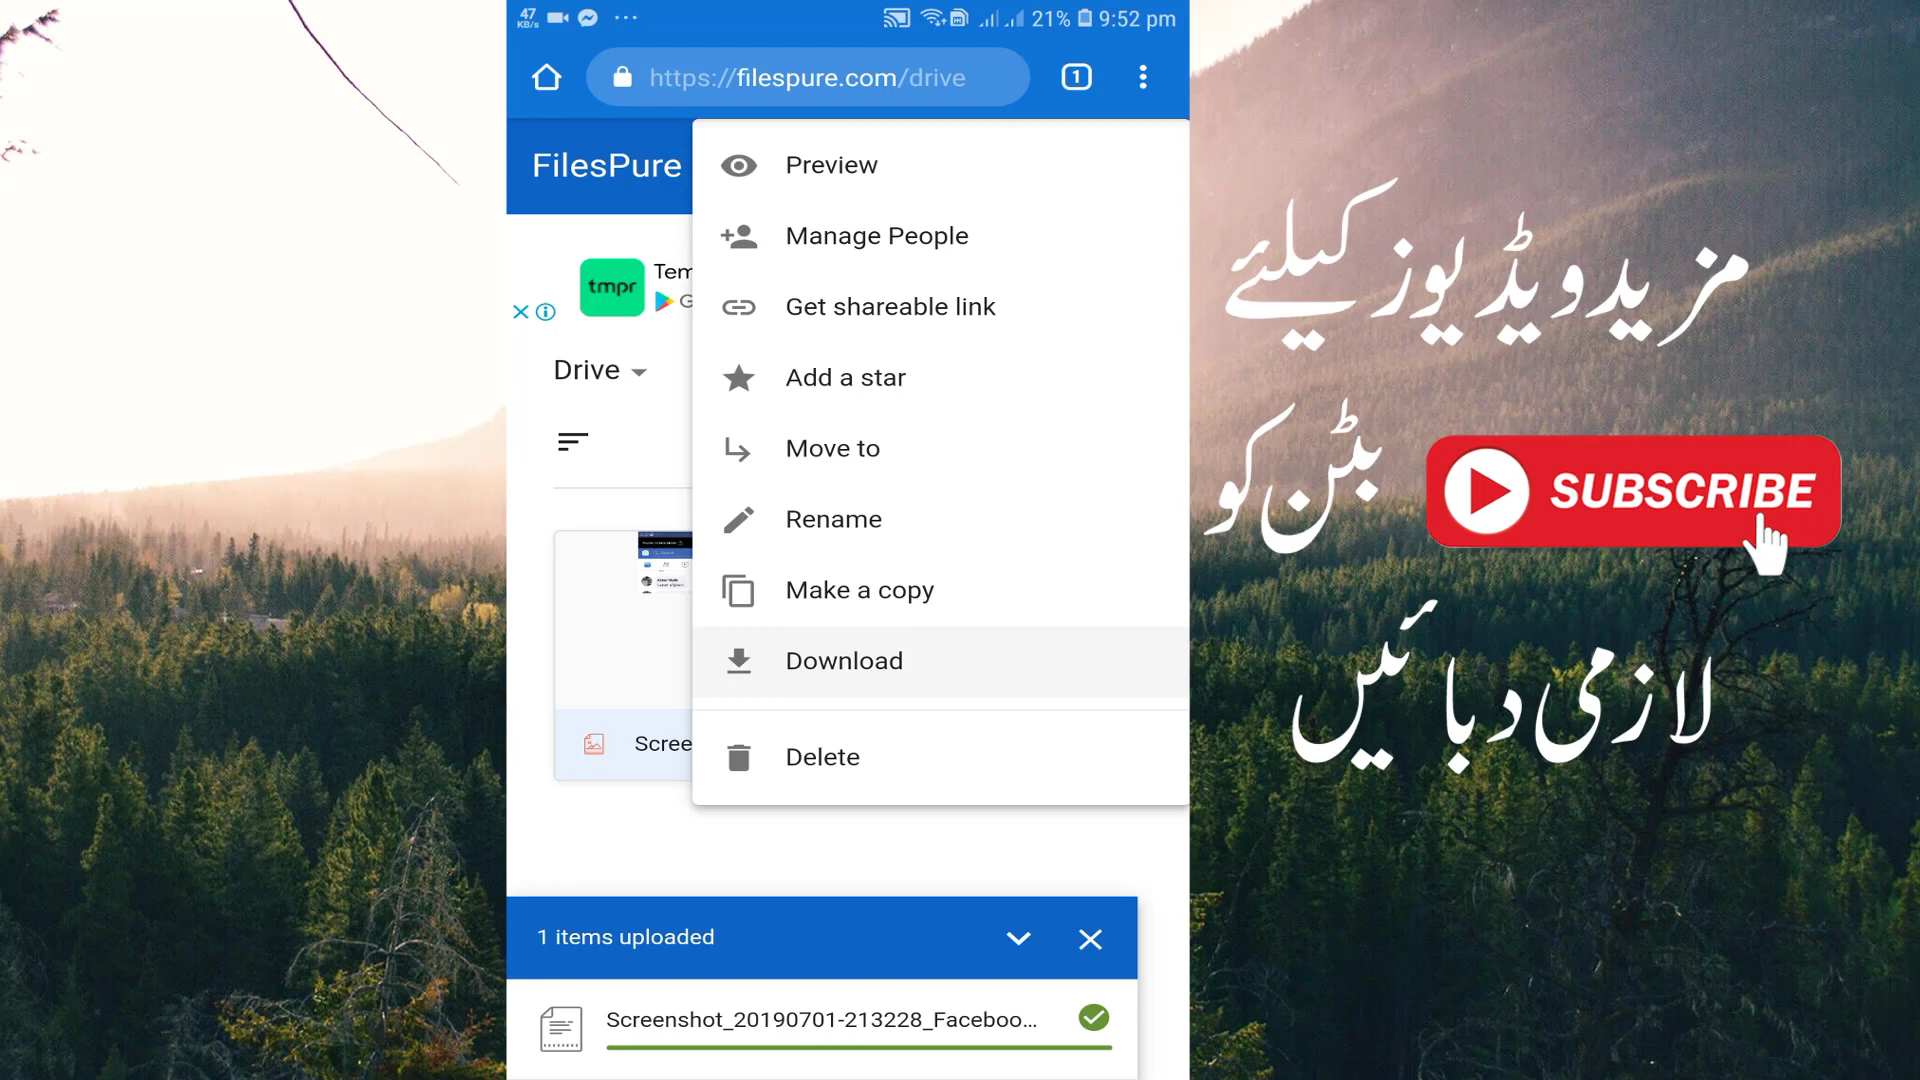 47
KB/s
21%
9:52 pm
https://filespure.com/drive
1
FilesPure
tmpr
Tem
G
Drive
Scree
Preview
Manage People
Get shareable link
Add a star
Move to
Rename
Make a copy
Download
Delete
1 items uploaded
Screenshot_20190701-213228_Faceboo...
مزید ویڈیوز کیلئے
SUBSCRIBE بٹن کو
لازمی دبائیں